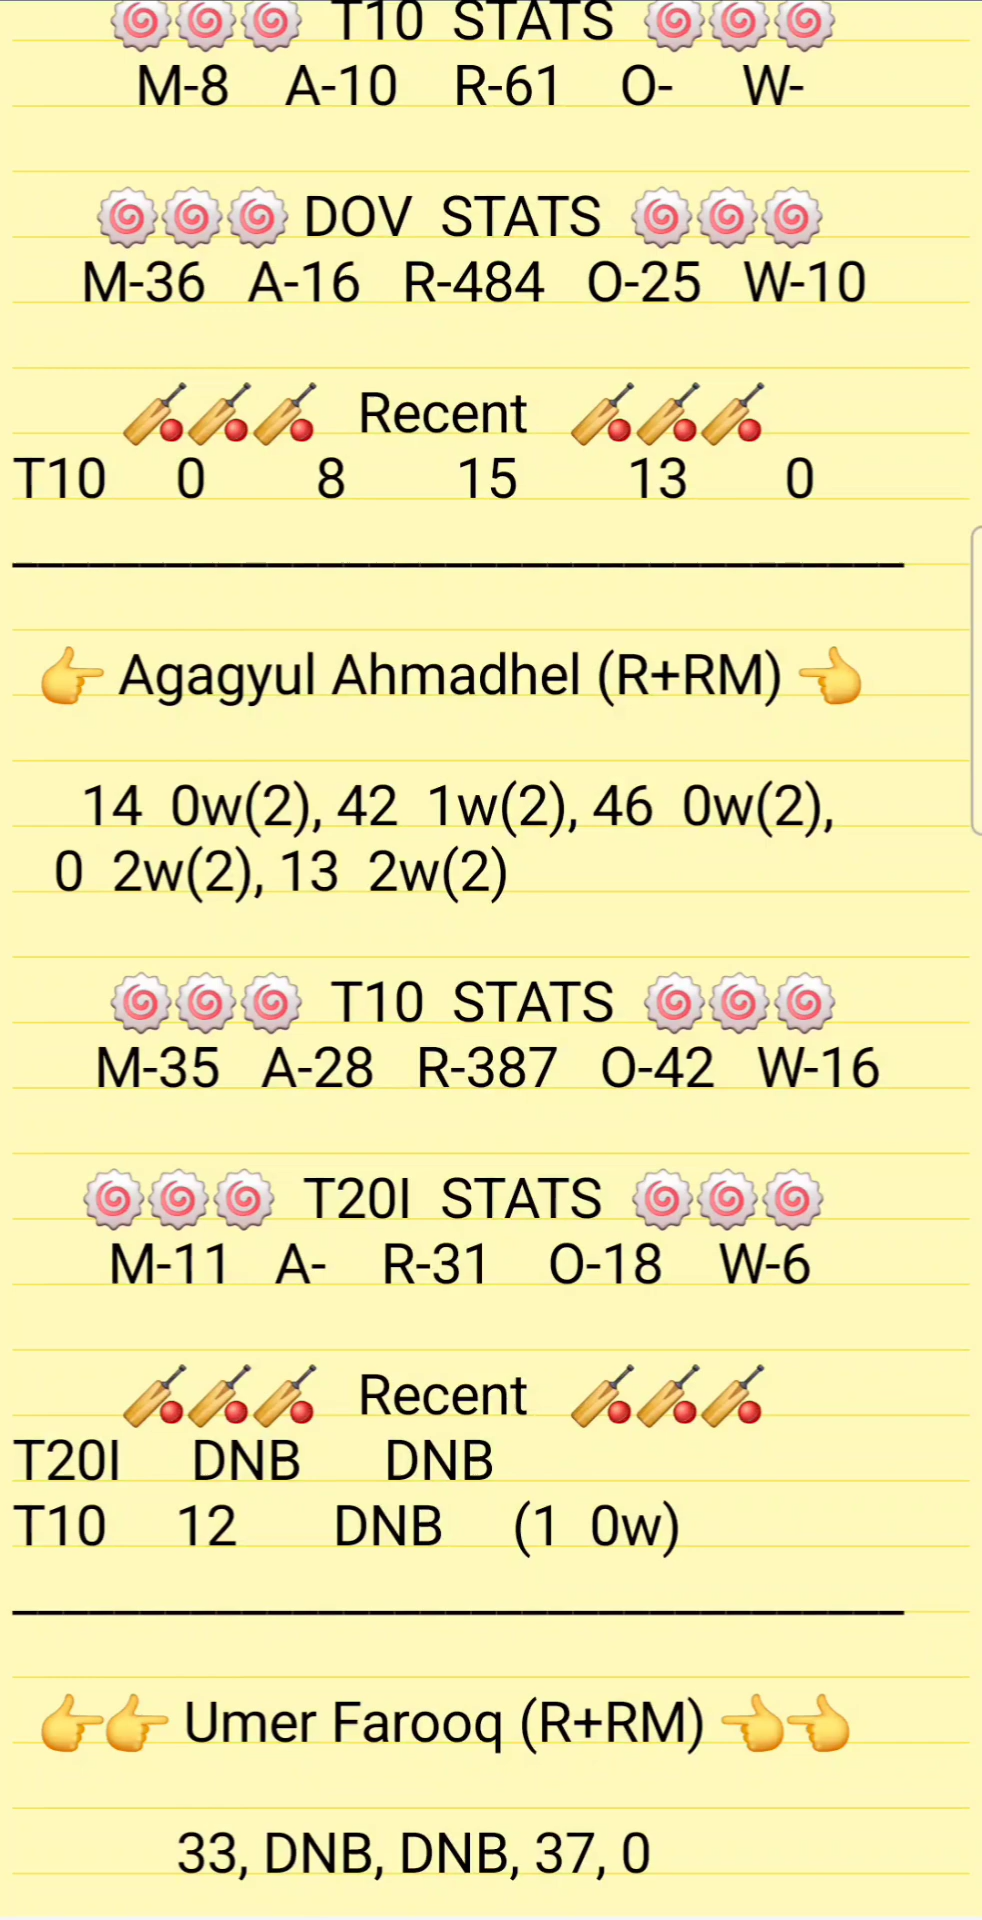 🍥🍥🍥 T10 STATS 🍥🍥🍥
M-8 A-10 R-61 O- W-
🍥🍥🍥 DOV STATS 🍥🍥🍥
M-36 A-16 R-484 O-25 W-10
🏏🏏🏏 Recent 🏏🏏🏏
T10 0 8 15 13 0
👉 Agagyul Ahmadhel (R+RM) 👈
14 0w(2), 42 1w(2), 46 0w(2),
0 2w(2), 13 2w(2)
🍥🍥🍥 T10 STATS 🍥🍥🍥
M-35 A-28 R-387 O-42 W-16
🍥🍥🍥 T20I STATS 🍥🍥🍥
M-11 A- R-31 O-18 W-6
🏏🏏🏏 Recent 🏏🏏🏏
T20I DNB DNB
T10 12 DNB (1 0w)
👉👉 Umer Farooq (R+RM) 👈👈
33, DNB, DNB, 37, 0